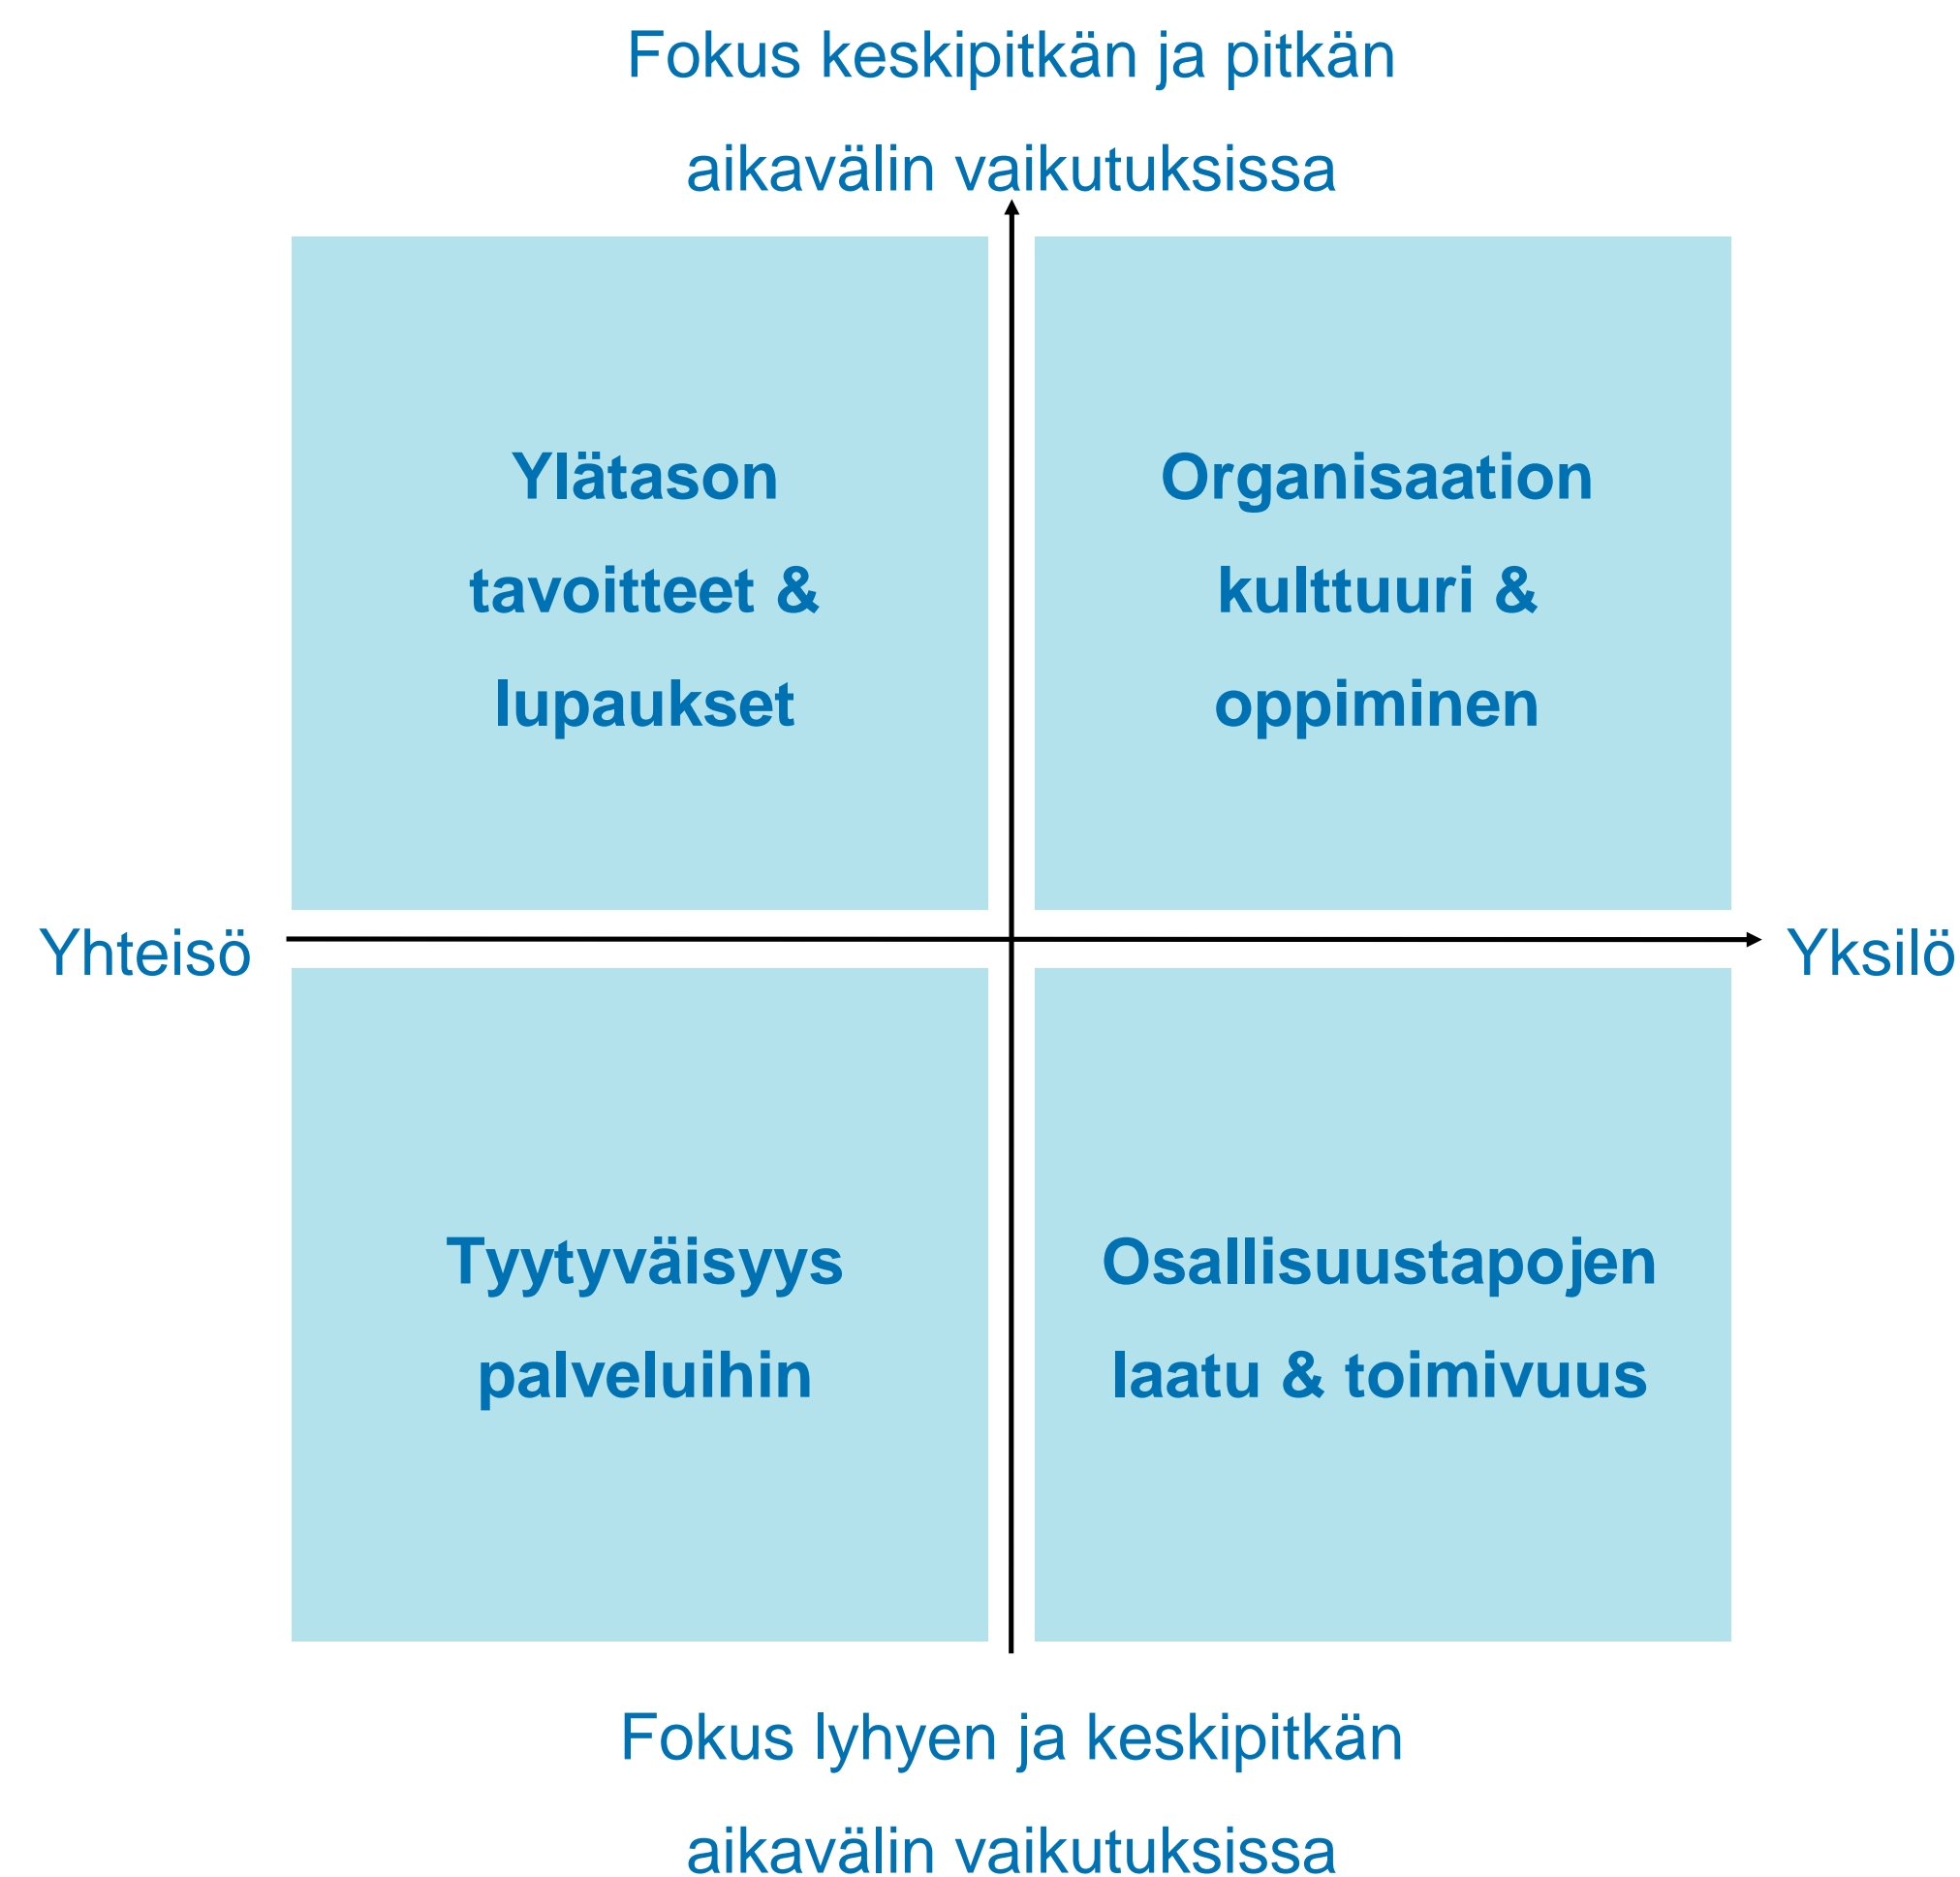 Fokus keskipitkän ja pitkän
aikavälin vaikutuksissa
Ylätason
tavoitteet &
lupaukset
Organisaation
kulttuuri &
oppiminen
Yhteisö
Yksilö
Tyytyväisyys
palveluihin
Osallisuustapojen
laatu & toimivuus
Fokus lyhyen ja keskipitkän
aikavälin vaikutuksissa